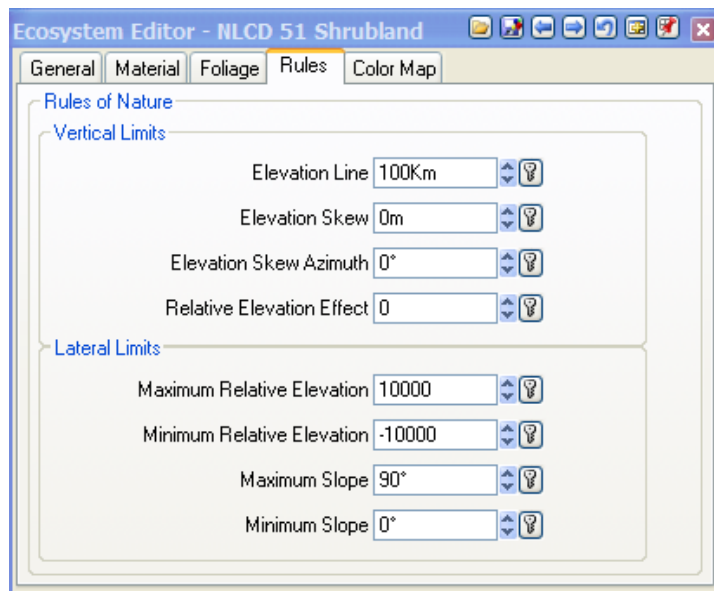 Ecosystem Editor - NLCD 51 Shrubland
General Material Foliage Rules Color Map
Rules of Nature
Vertical Limits
Elevation Line 100Km
Elevation Skew 0m
Elevation Skew Azimuth 0°
Relative Elevation Effect 0
Lateral Limits
Maximum Relative Elevation 10000
Minimum Relative Elevation -10000
Maximum Slope 90°
Minimum Slope 0°